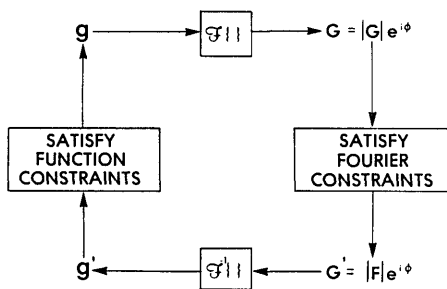 g
ℱ{ }
G = |G| e^{iϕ}
SATISFY
FUNCTION
CONSTRAINTS
SATISFY
FOURIER
CONSTRAINTS
g'
ℱ^{-1}{ }
G' = |F| e^{iϕ}